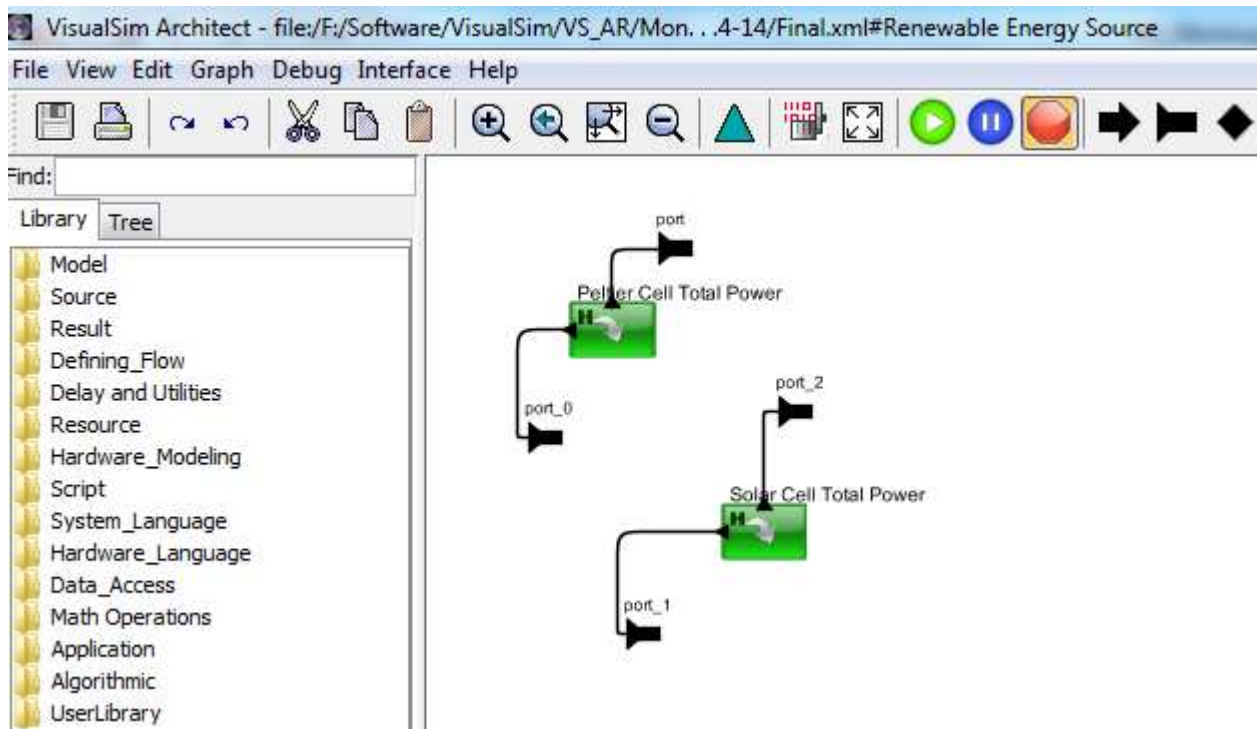 VisualSim Architect - file:/F:/Software/VisualSim/VS_AR/Mon. . .4-14/Final.xml#Renewable Energy Source
File View Edit Graph Debug Interface Help
Find:
Library Tree
Model
Source
Result
Defining_Flow
Delay and Utilities
Resource
Hardware_Modeling
Script
System_Language
Hardware_Language
Data_Access
Math Operations
Application
Algorithmic
UserLibrary
port
Peltier Cell Total Power
H
port_0
port_2
Solar Cell Total Power
H
port_1